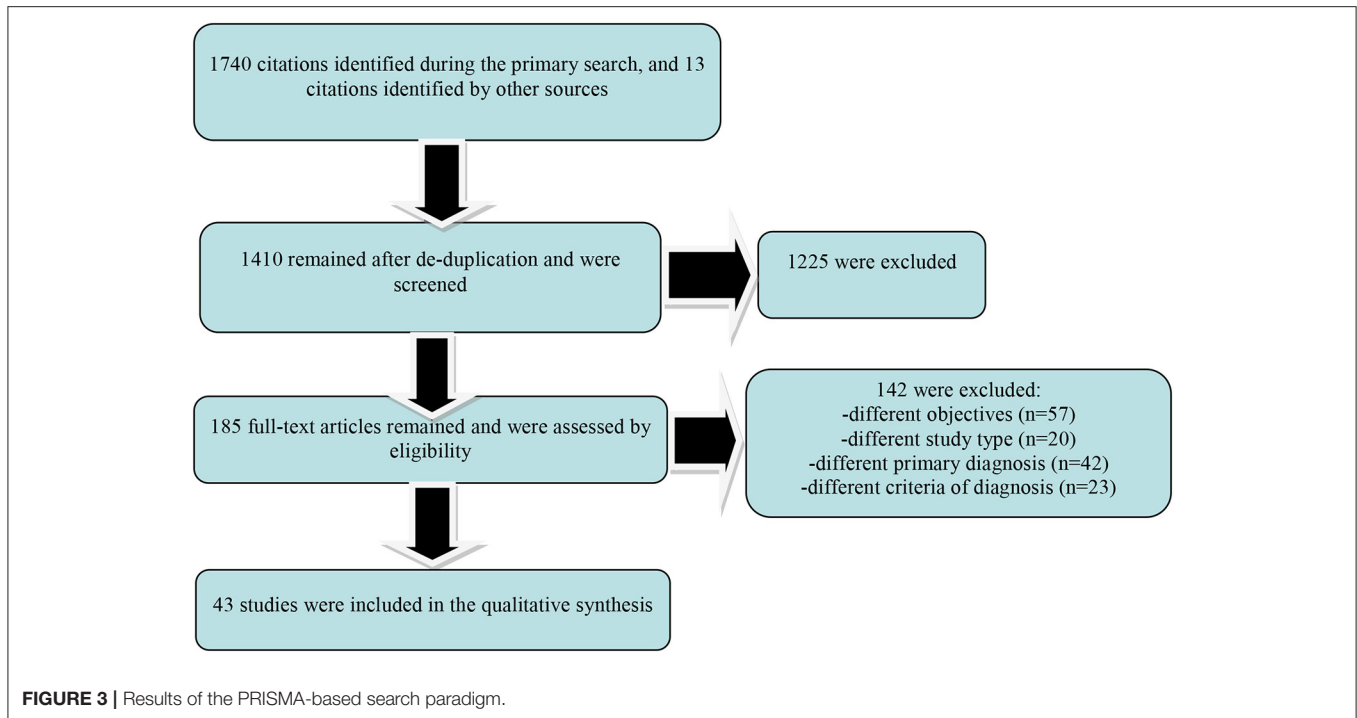 1740 citations identified during the primary search, and 13
citations identified by other sources
1410 remained after de-duplication and were
screened
1225 were excluded
185 full-text articles remained and were assessed by
eligibility
142 were excluded:
-different objectives (n=57)
-different study type (n=20)
-different primary diagnosis (n=42)
-different criteria of diagnosis (n=23)
43 studies were included in the qualitative synthesis
FIGURE 3 | Results of the PRISMA-based search paradigm.